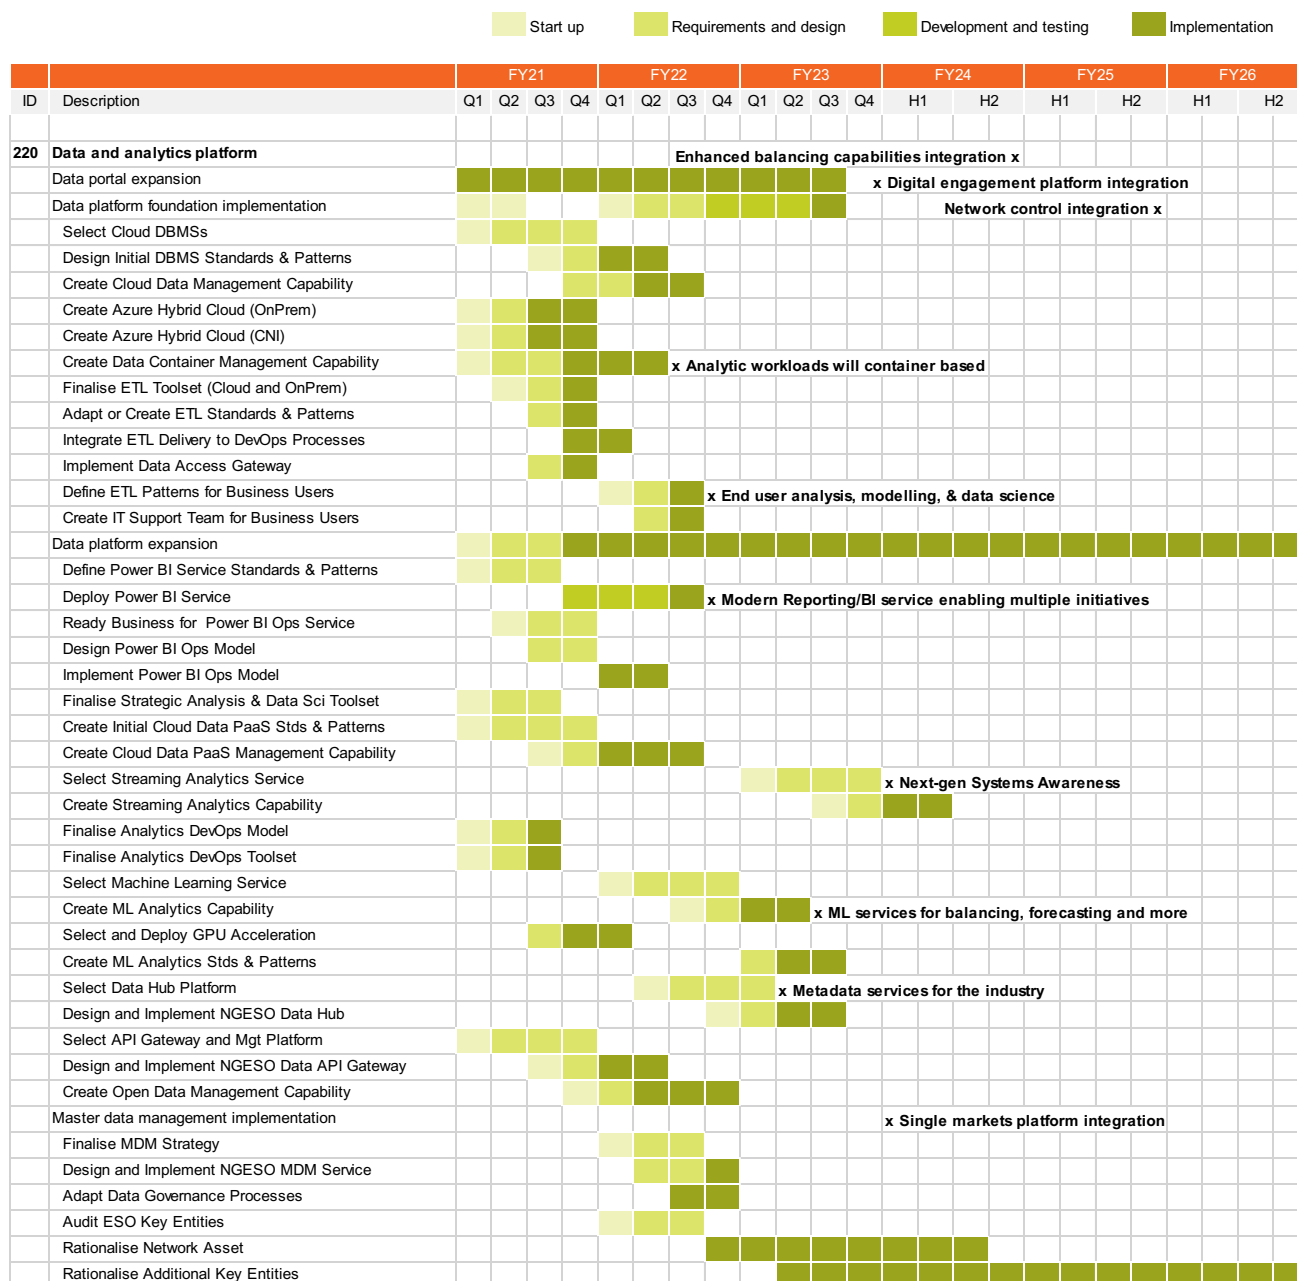 Start up Requirements and design Development and testing Implementation
FY21 FY22 FY23 FY24 FY25 FY26
ID Description Q1 Q2 Q3 Q4 Q1 Q2 Q3 Q4 Q1 Q2 Q3 Q4 H1 H2 H1 H2 H1 H2
220 Data and analytics platform Enhanced balancing capabilities integration x
Data portal expansion x Digital engagement platform integration
Data platform foundation implementation Network control integration x
Select Cloud DBMSs
Design Initial DBMS Standards & Patterns
Create Cloud Data Management Capability
Create Azure Hybrid Cloud (OnPrem)
Create Azure Hybrid Cloud (CNI)
Create Data Container Management Capability x Analytic workloads will container based
Finalise ETL Toolset (Cloud and OnPrem)
Adapt or Create ETL Standards & Patterns
Integrate ETL Delivery to DevOps Processes
Implement Data Access Gateway
Define ETL Patterns for Business Users x End user analysis, modelling, & data science
Create IT Support Team for Business Users
Data platform expansion
Define Power BI Service Standards & Patterns
Deploy Power BI Service x Modern Reporting/BI service enabling multiple initiatives
Ready Business for Power BI Ops Service
Design Power BI Ops Model
Implement Power BI Ops Model
Finalise Strategic Analysis & Data Sci Toolset
Create Initial Cloud Data PaaS Stds & Patterns
Create Cloud Data PaaS Management Capability
Select Streaming Analytics Service x Next-gen Systems Awareness
Create Streaming Analytics Capability
Finalise Analytics DevOps Model
Finalise Analytics DevOps Toolset
Select Machine Learning Service
Create ML Analytics Capability x ML services for balancing, forecasting and more
Select and Deploy GPU Acceleration
Create ML Analytics Stds & Patterns
Select Data Hub Platform x Metadata services for the industry
Design and Implement NGESO Data Hub
Select API Gateway and Mgt Platform
Design and Implement NGESO Data API Gateway
Create Open Data Management Capability
Master data management implementation x Single markets platform integration
Finalise MDM Strategy
Design and Implement NGESO MDM Service
Adapt Data Governance Processes
Audit ESO Key Entities
Rationalise Network Asset
Rationalise Additional Key Entities